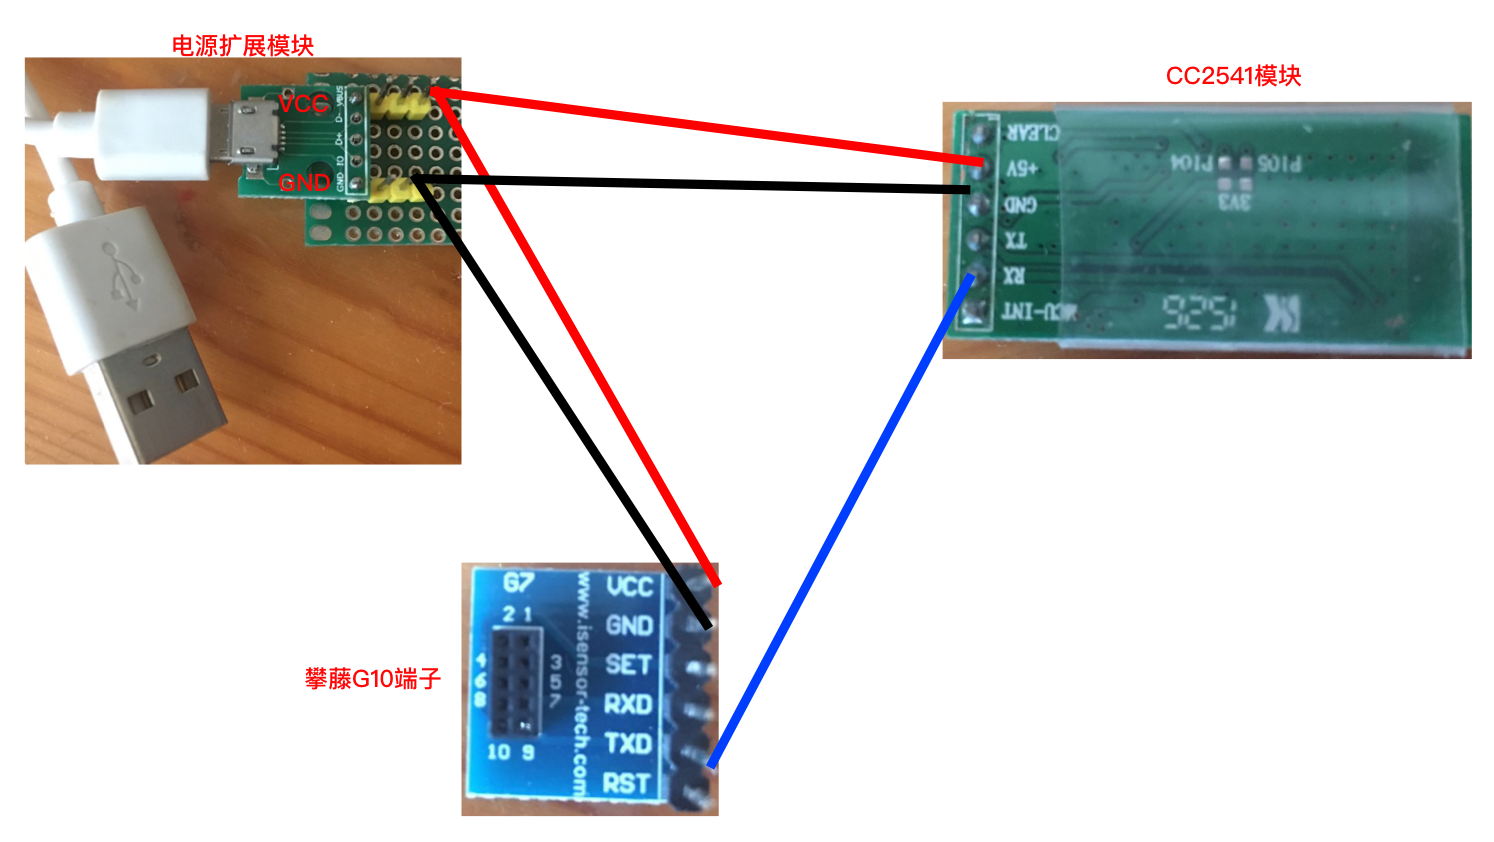 电源扩展模块
CC2541模块
VCC
GND
VBUS
D-
D+
ID
GND
CLEAR
+5V
GND
TX
RX
MCU-INT
P104
P105
3V3
攀藤G10端子
G7
2 1
4
6
8
3
5
7
10 9
www.isensor-tech.com
VCC
GND
SET
RXD
TXD
RST